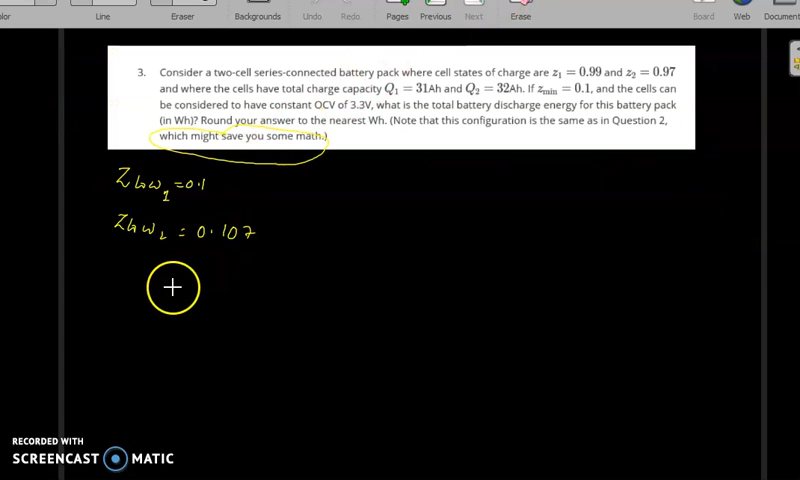 olor Line Eraser Backgrounds Undo Redo Pages Previous Next Erase Board Web Document
3. Consider a two-cell series-connected battery pack where cell states of charge are z₁ = 0.99 and z₂ = 0.97
and where the cells have total charge capacity Q₁ = 31Ah and Q₂ = 32Ah. If z_min = 0.1, and the cells can
be considered to have constant OCV of 3.3V, what is the total battery discharge energy for this battery pack
(in Wh)? Round your answer to the nearest Wh. (Note that this configuration is the same as in Question 2,
which might save you some math.)
Zlow₁ = 0.1
Zlow₂ = 0.107
RECORDED WITH
SCREENCAST MATIC